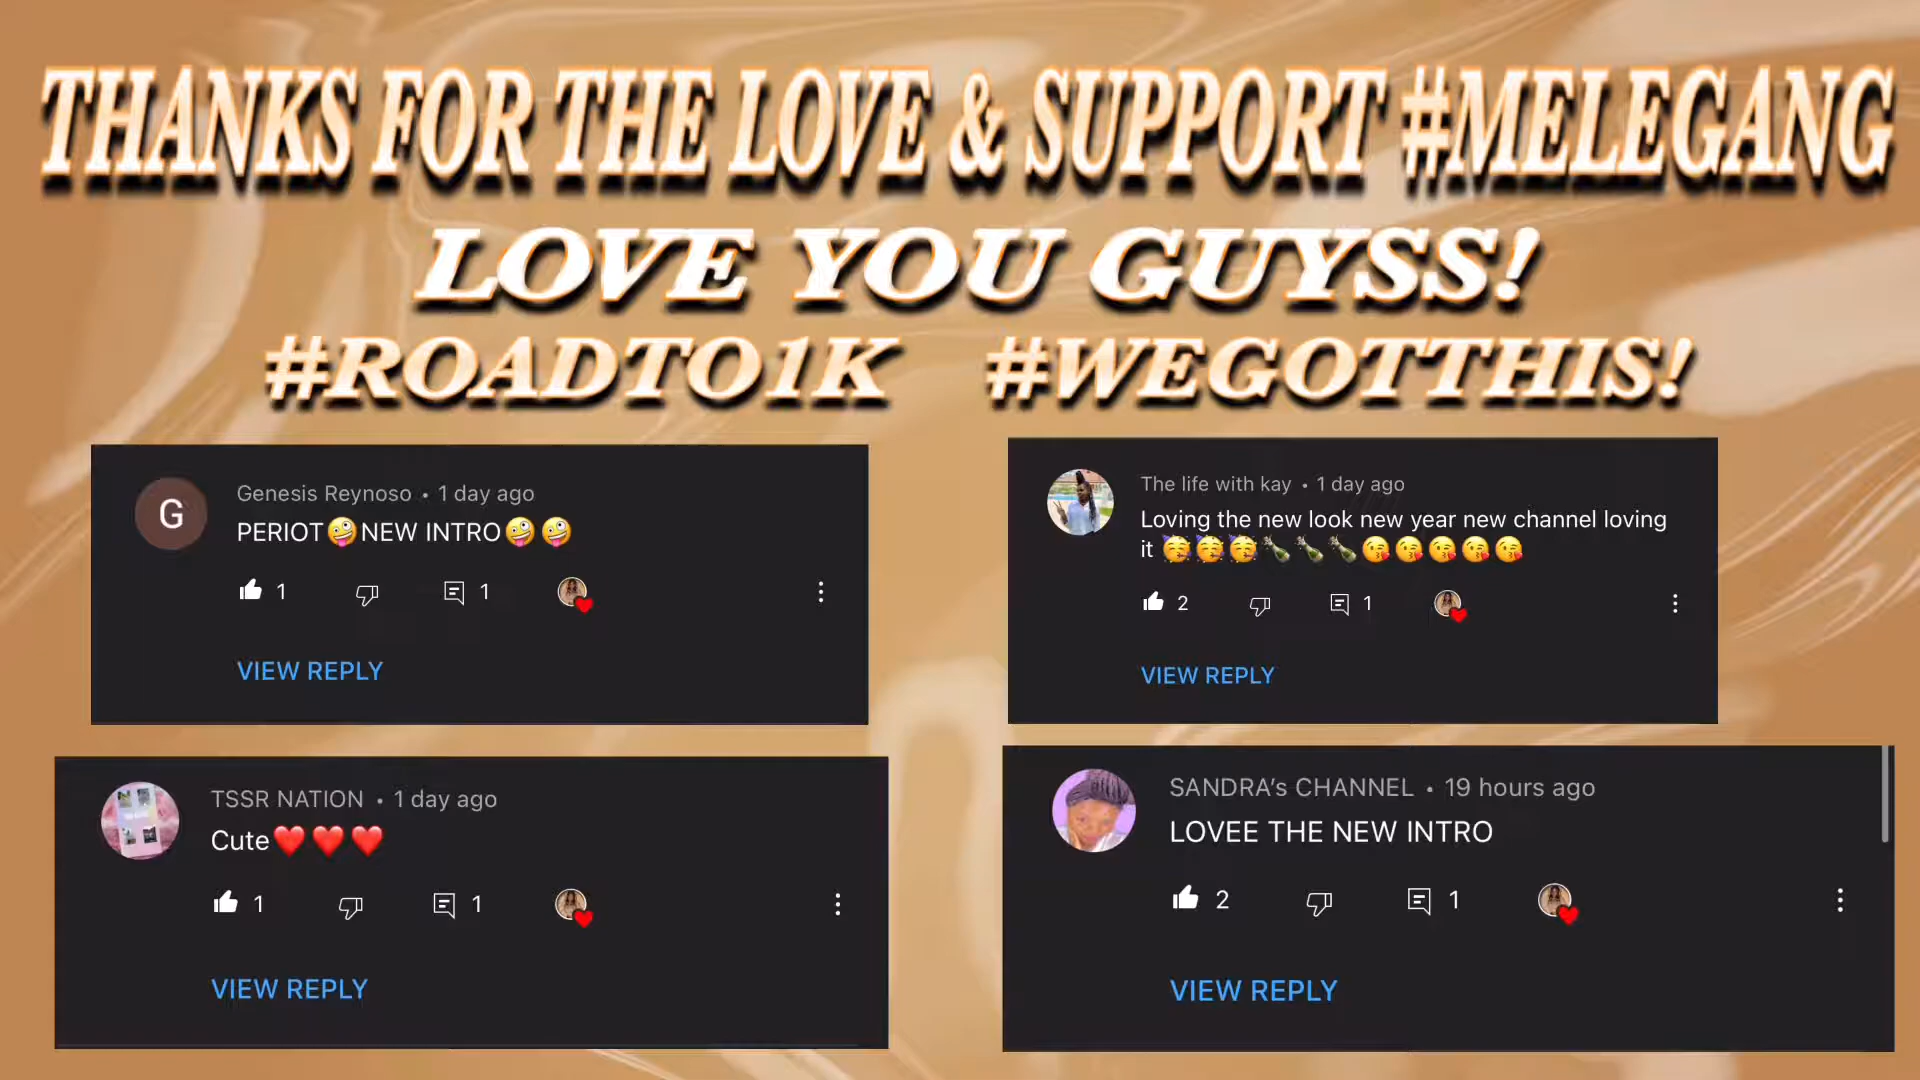 THANKS FOR THE LOVE & SUPPORT #MELEGANG
LOVE YOU GUYSS!
#ROADTO1K #WEGOTTHIS!
G
Genesis Reynoso • 1 day ago
PERIOT🤪NEW INTRO🤪🤪
1 1
VIEW REPLY
The life with kay • 1 day ago
Loving the new look new year new channel loving
it 🥳🥳🥳🍾🍾🍾😘😘😘😘😘
2 1
VIEW REPLY
TSSR NATION • 1 day ago
Cute❤️❤️❤️
1 1
VIEW REPLY
SANDRA’s CHANNEL • 19 hours ago
LOVEE THE NEW INTRO
2 1
VIEW REPLY